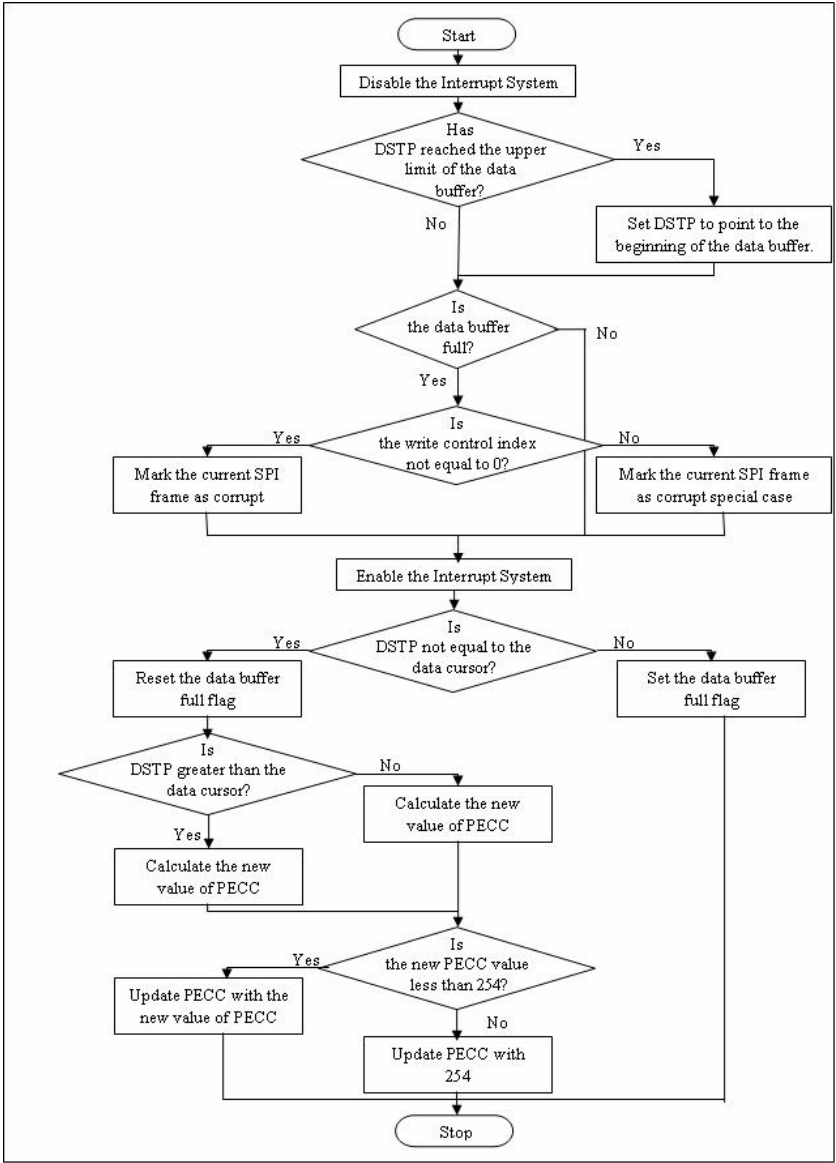 Start
Disable the Interrupt System
Has
DSTP reached the upper
limit of the data
buffer?
Yes
No
Set DSTP to point to the
beginning of the data buffer.
Is
the data buffer
full?
No
Yes
Is
the write control index
not equal to 0?
Yes
No
Mark the current SPI
frame as corrupt
Mark the current SPI frame
as corrupt special case
Enable the Interrupt System
Is
DSTP not equal to the
data cursor?
Yes
No
Reset the data buffer
full flag
Set the data buffer
full flag
Is
DSTP greater than the
data cursor?
No
Calculate the new
value of PECC
Yes
Calculate the new
value of PECC
Is
the new PECC value
less than 254?
Yes
Update PECC with the
new value of PECC
No
Update PECC with
254
Stop